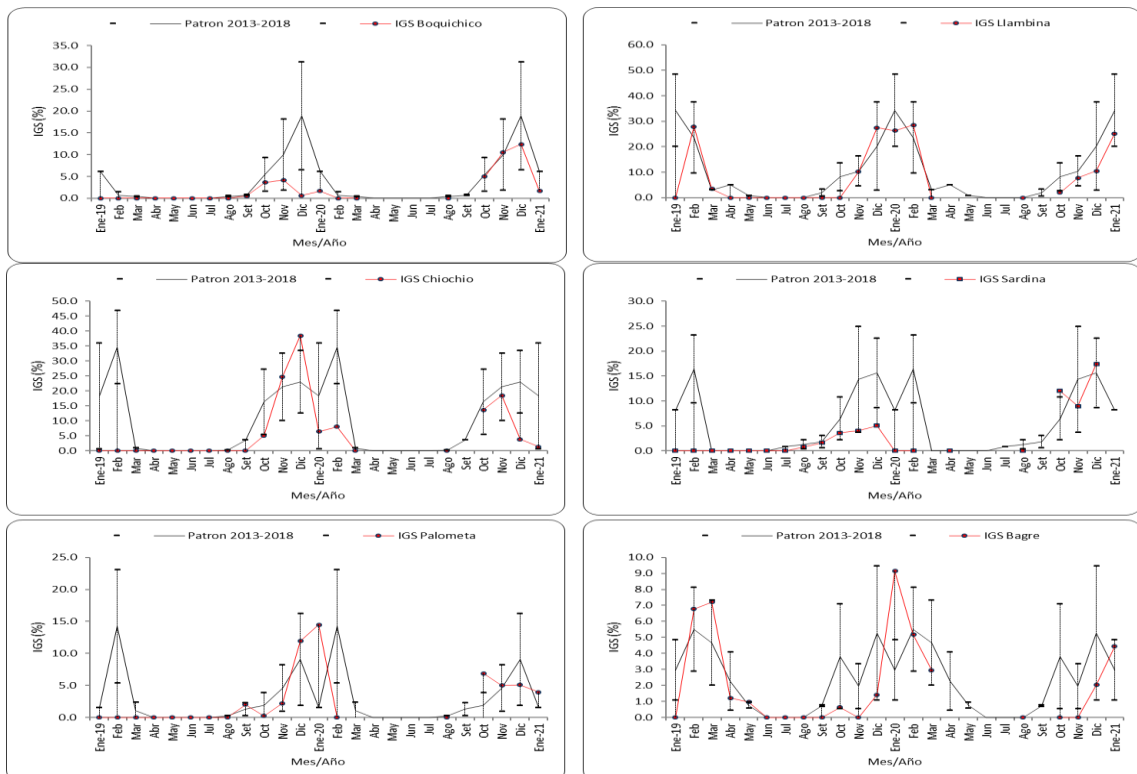 Patron 2013-2018 IGS Boquichico
35.0
30.0
25.0
20.0
15.0
10.0
5.0
0.0
IGS (%)
Ene-19 Feb Mar Abr May Jun Jul Ago Set Oct Nov Dic Ene-20 Feb Mar Abr May Jun Jul Ago Set Oct Nov Dic Ene-21
Mes/Año
Patron 2013-2018 IGS Llambina
60.0
50.0
40.0
30.0
20.0
10.0
0.0
IGS (%)
Ene-19 Feb Mar Abr May Jun Jul Ago Set Oct Nov Dic Ene-20 Feb Mar Abr May Jun Jul Ago Set Oct Nov Dic Ene-21
Mes/Año
Patron 2013-2018 IGS Chiochio
50.0
45.0
40.0
35.0
30.0
25.0
20.0
15.0
10.0
5.0
0.0
IGS (%)
Ene-19 Feb Mar Abr May Jun Jul Ago Set Oct Nov Dic Ene-20 Feb Mar Abr May Jun Jul Ago Set Oct Nov Dic Ene-21
Mes/Año
Patron 2013-2018 IGS Sardina
30.0
25.0
20.0
15.0
10.0
5.0
0.0
IGS (%)
Ene-19 Feb Mar Abr May Jun Jul Ago Set Oct Nov Dic Ene-20 Feb Mar Abr May Jun Jul Ago Set Oct Nov Dic Ene-21
Mes/Año
Patron 2013-2018 IGS Palometa
25.0
20.0
15.0
10.0
5.0
0.0
IGS (%)
Ene-19 Feb Mar Abr May Jun Jul Ago Set Oct Nov Dic Ene-20 Feb Mar Abr May Jun Jul Ago Set Oct Nov Dic Ene-21
Mes/Año
Patron 2013-2018 IGS Bagre
10.0
9.0
8.0
7.0
6.0
5.0
4.0
3.0
2.0
1.0
0.0
IGS (%)
Ene-19 Feb Mar Abr May Jun Jul Ago Set Oct Nov Dic Ene-20 Feb Mar Abr May Jun Jul Ago Set Oct Nov Dic Ene-21
Mes/Año